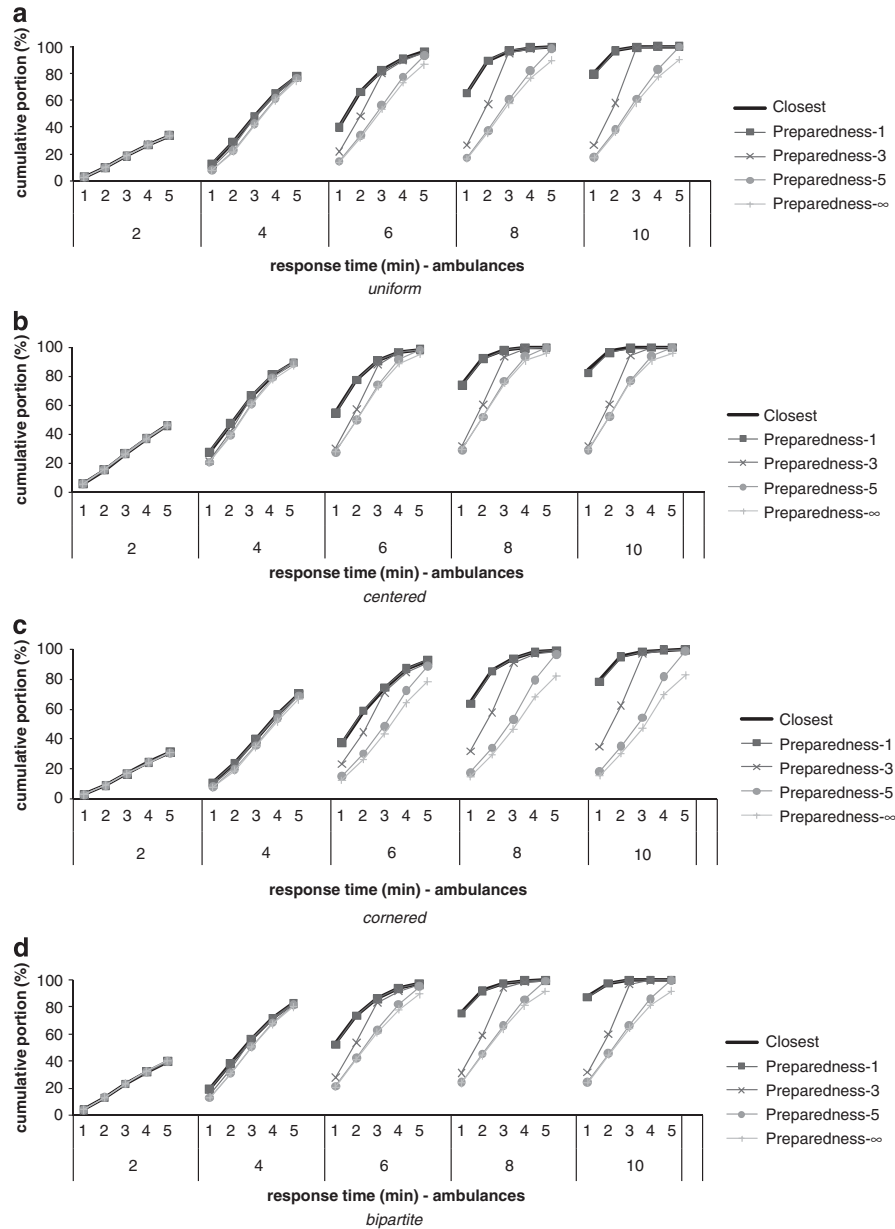 a
cumulative portion (%)
100
80
60
40
20
0
1 2 3 4 5 1 2 3 4 5 1 2 3 4 5 1 2 3 4 5 1 2 3 4 5
2 4 6 8 10
response time (min) - ambulances
uniform
Closest
Preparedness-1
Preparedness-3
Preparedness-5
Preparedness-∞
b
cumulative portion (%)
100
80
60
40
20
0
1 2 3 4 5 1 2 3 4 5 1 2 3 4 5 1 2 3 4 5 1 2 3 4 5
2 4 6 8 10
response time (min) - ambulances
centered
Closest
Preparedness-1
Preparedness-3
Preparedness-5
Preparedness-∞
c
cumulative portion (%)
100
80
60
40
20
0
1 2 3 4 5 1 2 3 4 5 1 2 3 4 5 1 2 3 4 5 1 2 3 4 5
2 4 6 8 10
response time (min) - ambulances
cornered
Closest
Preparedness-1
Preparedness-3
Preparedness-5
Preparedness-∞
d
cumulative portion (%)
100
80
60
40
20
0
1 2 3 4 5 1 2 3 4 5 1 2 3 4 5 1 2 3 4 5 1 2 3 4 5
2 4 6 8 10
response time (min) - ambulances
bipartite
Closest
Preparedness-1
Preparedness-3
Preparedness-5
Preparedness-∞